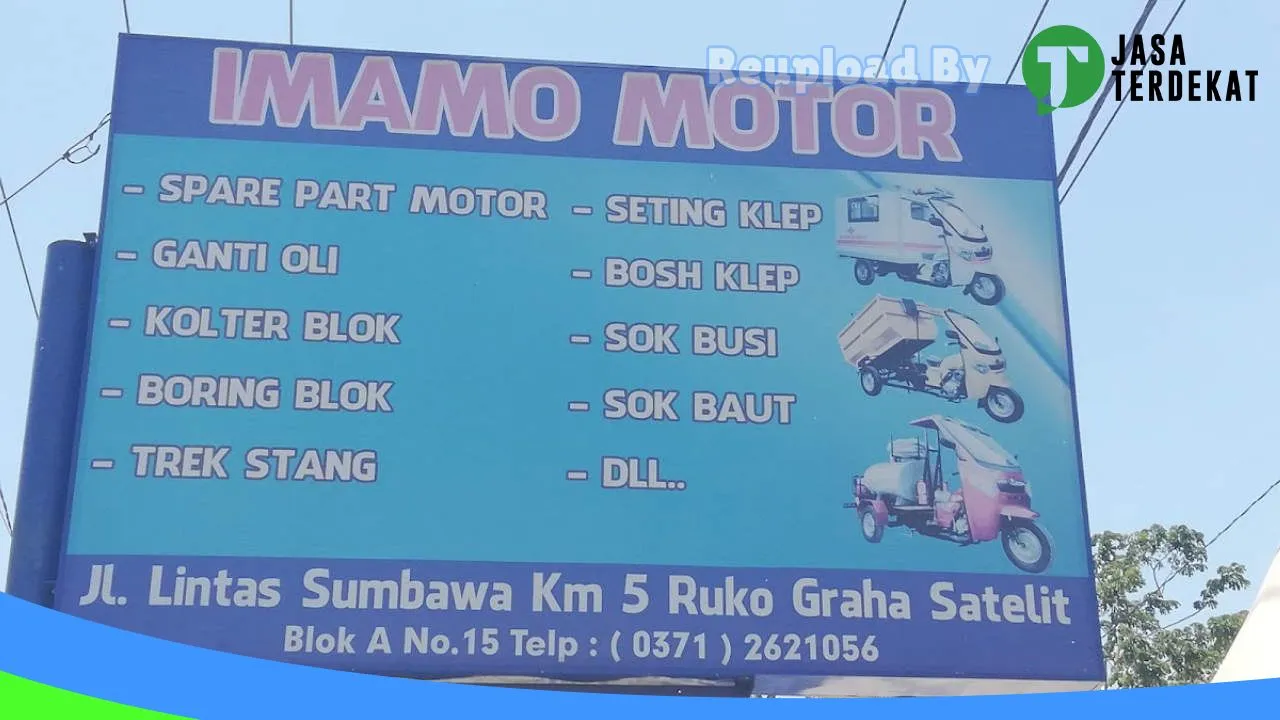 IMAMO MOTOR
Reupload By
JASA
TERDEKAT
- SPARE PART MOTOR
- GANTI OLI
- KOLTER BLOK
- BORING BLOK
- TREK STANG
- SETING KLEP
- BOSH KLEP
- SOK BUSI
- SOK BAUT
- DLL..
Jl. Lintas Sumbawa Km 5 Ruko Graha Satelit
Blok A No.15 Telp : ( 0371 ) 2621056